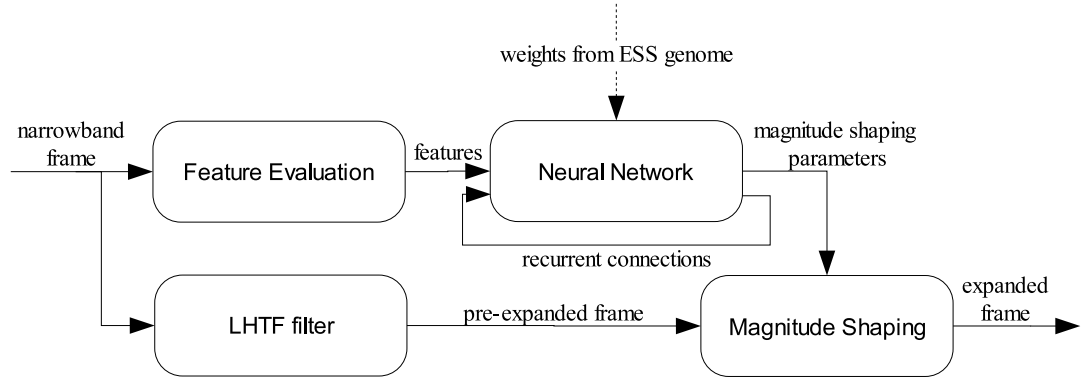 weights from ESS genome
narrowband
frame
Feature Evaluation
features
Neural Network
magnitude shaping
parameters
recurrent connections
LHTF filter
pre-expanded frame
Magnitude Shaping
expanded
frame